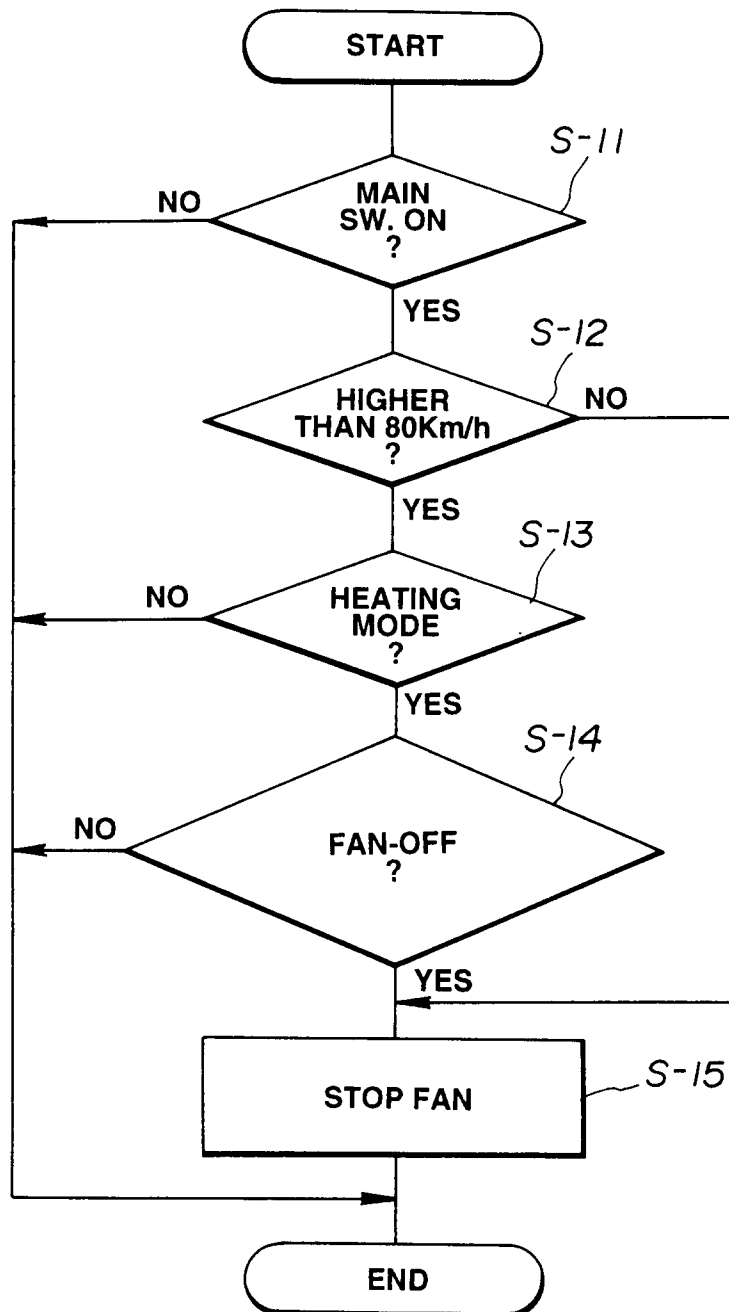 START
S-11
NO
MAIN
SW. ON
?
YES
S-12
HIGHER
THAN 80Km/h
?
NO
YES
S-13
NO
HEATING
MODE
?
YES
S-14
NO
FAN-OFF
?
YES
STOP FAN
S-15
END